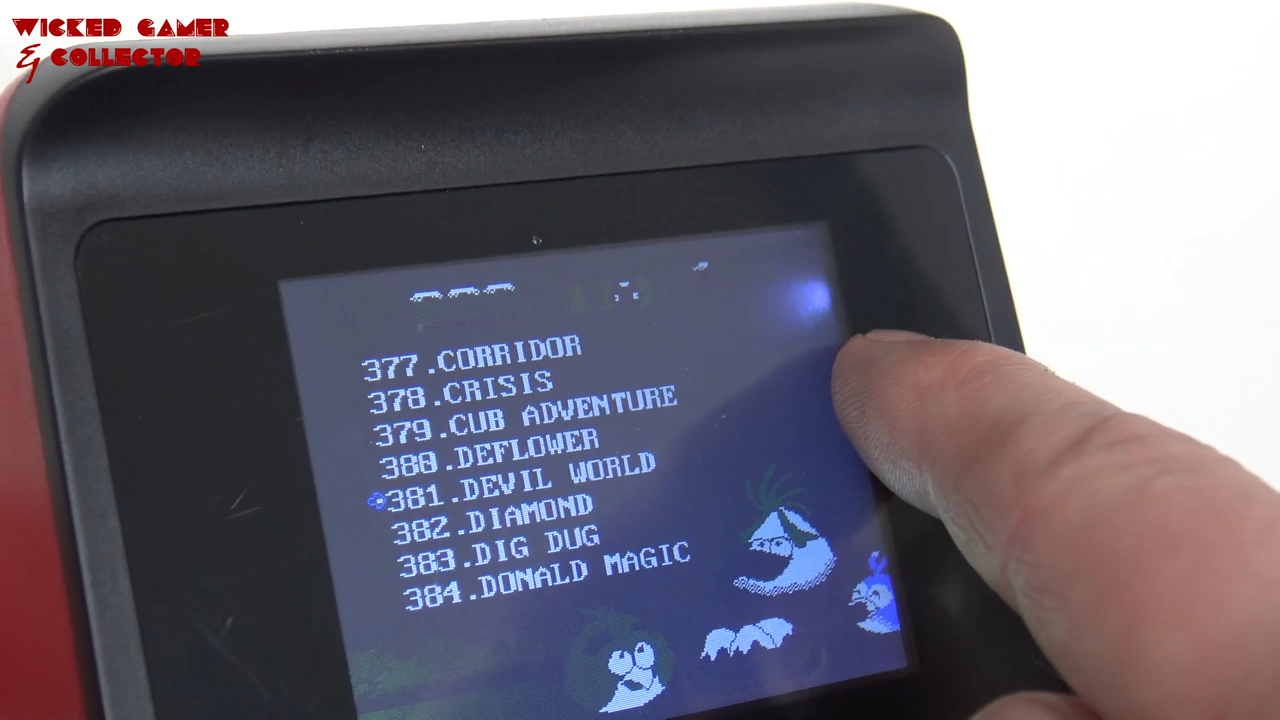 WICKED GAMER
& COLLECTOR
377.CORRIDOR
378.CRISIS
379.CUB ADVENTURE
380.DEFLOWER
381.DEVIL WORLD
382.DIAMOND
383.DIG DUG
384.DONALD MAGIC